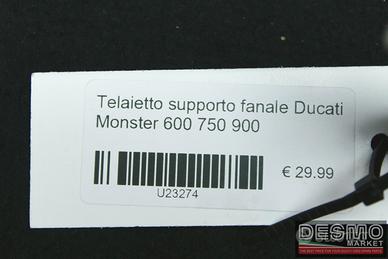 Telaietto supporto fanale Ducati
Monster 600 750 900
€ 29.99
U23274
DESMO
MARKET